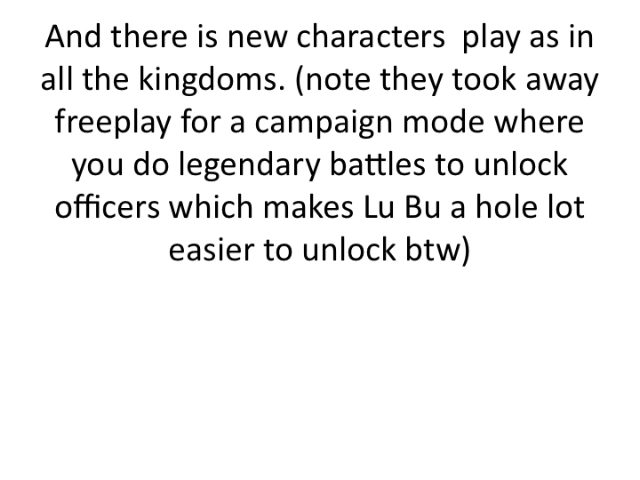 And there is new characters  play as in
all the kingdoms. (note they took away
freeplay for a campaign mode where
you do legendary battles to unlock
officers which makes Lu Bu a hole lot
easier to unlock btw)